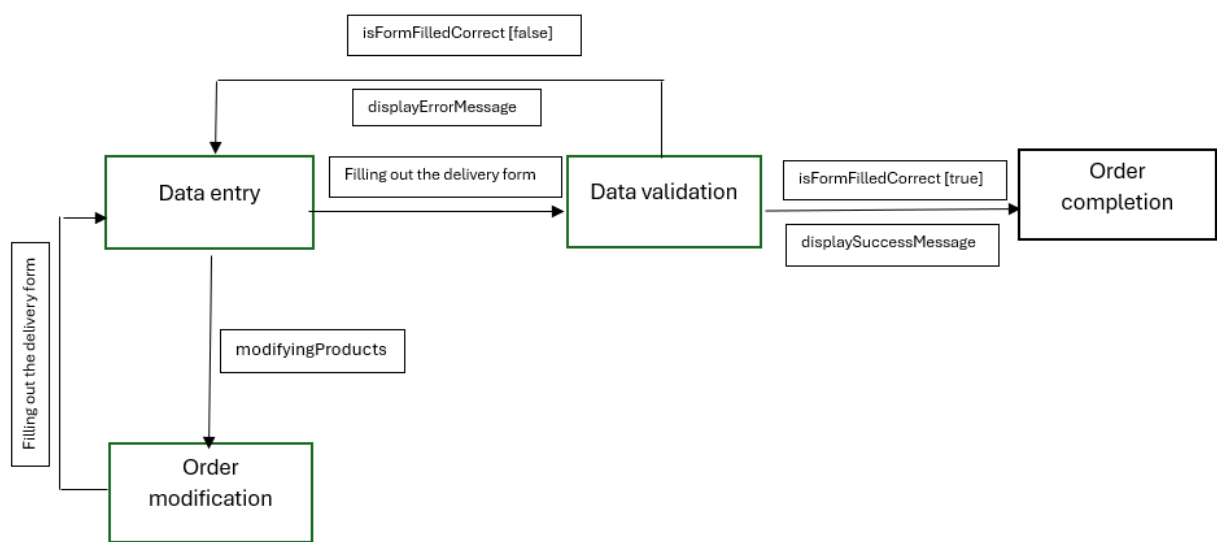 isFormFilledCorrect [false]
displayErrorMessage
Data entry
Filling out the delivery form
Data validation
isFormFilledCorrect [true]
displaySuccessMessage
Order
completion
Filling out the delivery form
modifyingProducts
Order
modification